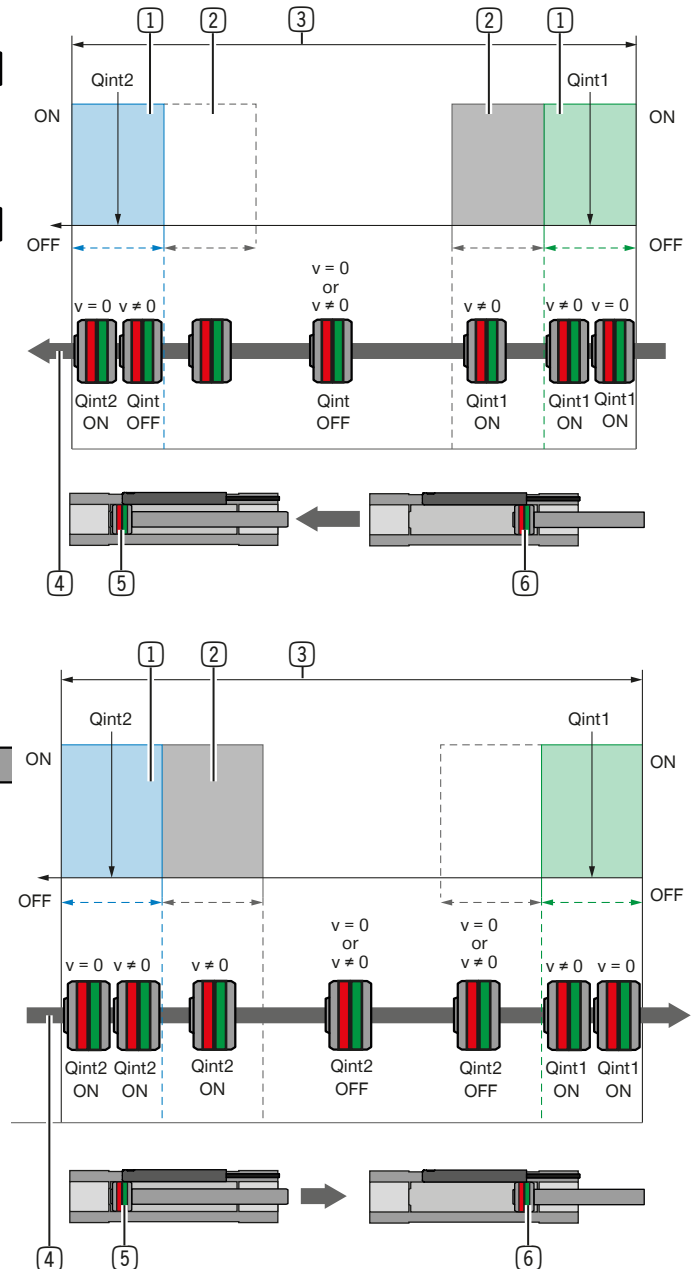 1 2 3 2 1
Qint2 Qint1
ON ON
OFF OFF
v = 0
or
v = 0 v ≠ 0 v ≠ 0 v ≠ 0 v ≠ 0 v = 0
Qint2 Qint Qint Qint1 Qint1 Qint1
ON OFF OFF ON ON ON
4 5 6
1 2 3
Qint2 Qint1
ON ON
OFF OFF
v = 0 v = 0
or or
v = 0 v ≠ 0 v ≠ 0 v ≠ 0 v ≠ 0 v ≠ 0 v = 0
Qint2 Qint2 Qint2 Qint2 Qint2 Qint1 Qint1
ON ON ON OFF OFF ON ON
4 5 6